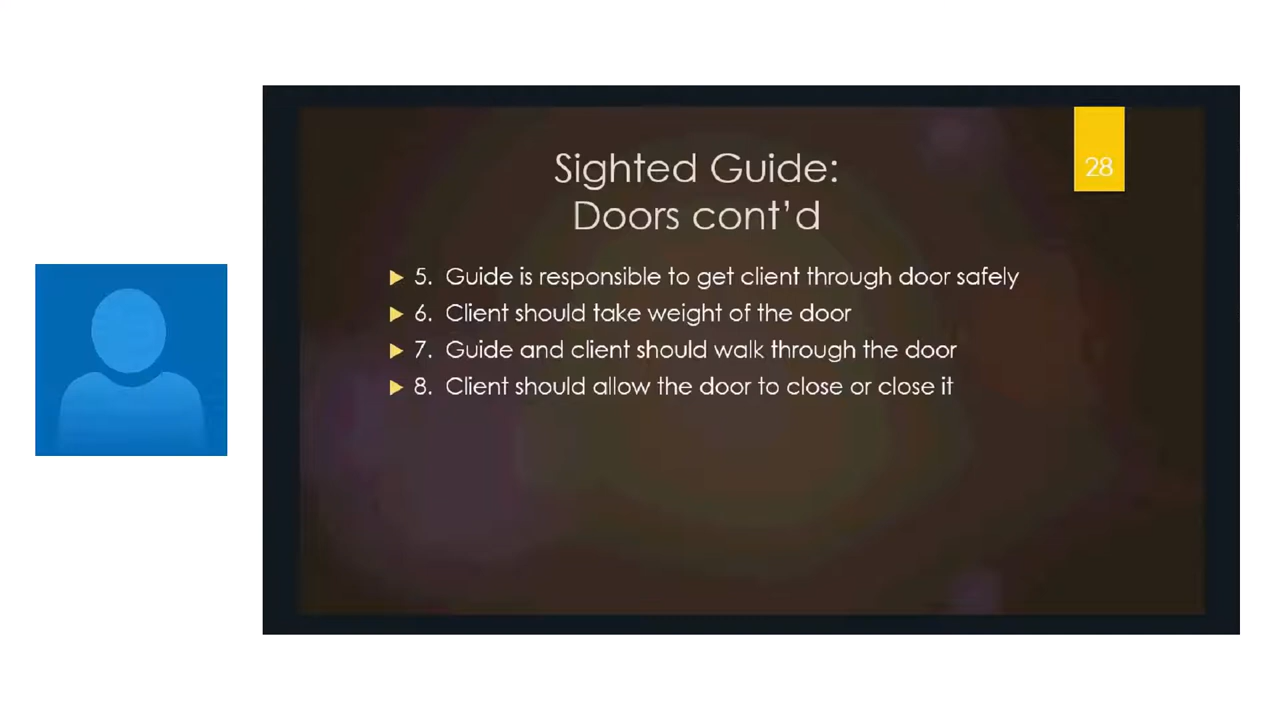 28
Sighted Guide:
Doors cont’d
5. Guide is responsible to get client through door safely
6. Client should take weight of the door
7. Guide and client should walk through the door
8. Client should allow the door to close or close it